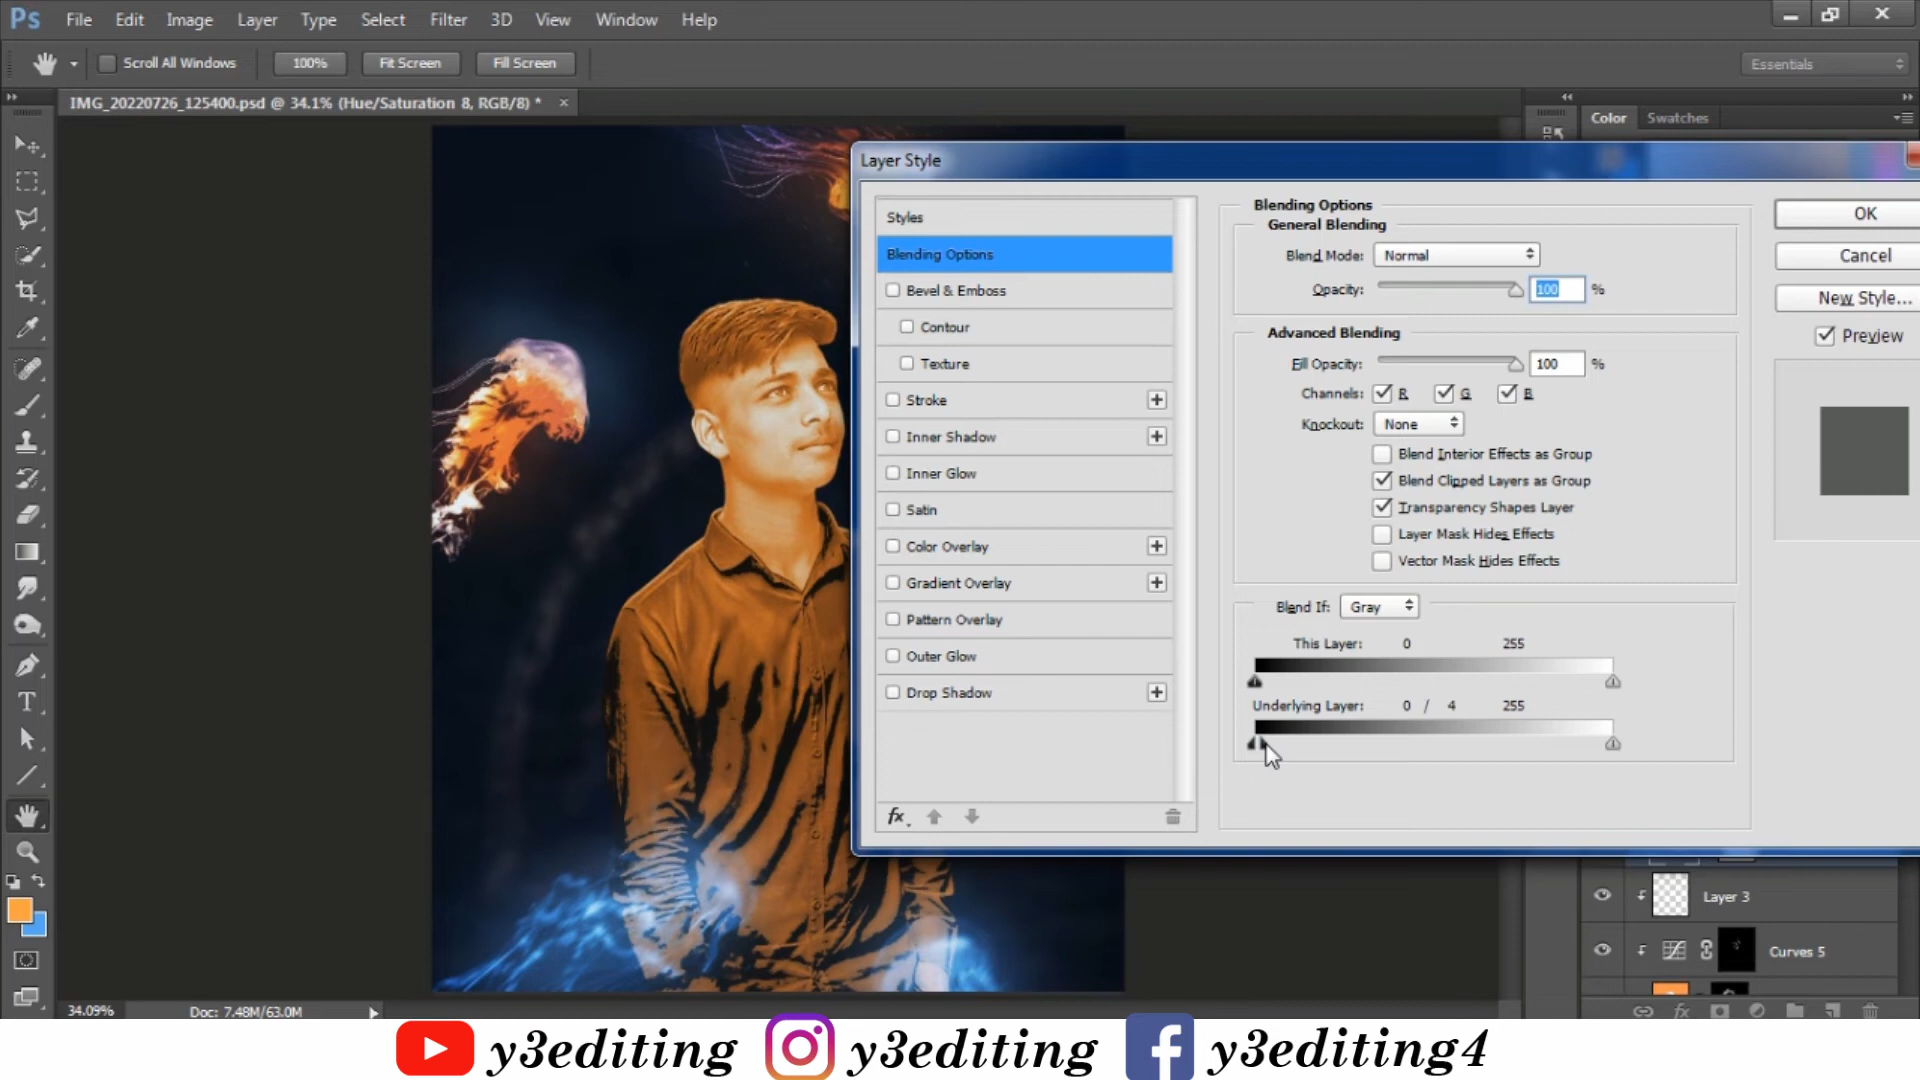 Ps File Edit Image Layer Type Select Filter 3D View Window Help
Scroll All Windows 100% Fit Screen Fill Screen Essentials
IMG_20220726_125400.psd @ 34.1% (Hue/Saturation 8, RGB/8) * ×
Color Swatches
Layer Style
Styles
Blending Options
Bevel & Emboss
Contour
Texture
Stroke
Inner Shadow
Inner Glow
Satin
Color Overlay
Gradient Overlay
Pattern Overlay
Outer Glow
Drop Shadow
fx
Blending Options
General Blending
Blend Mode: Normal
Opacity: 100 %
Advanced Blending
Fill Opacity: 100 %
Channels: R G B
Knockout: None
Blend Interior Effects as Group
Blend Clipped Layers as Group
Transparency Shapes Layer
Layer Mask Hides Effects
Vector Mask Hides Effects
Blend If: Gray
This Layer: 0 255
Underlying Layer: 0 / 4 255
OK
Cancel
New Style...
Preview
Layer 3
Curves 5
fx
34.09% Doc: 7.48M/63.0M
y3editing y3editing y3editing4